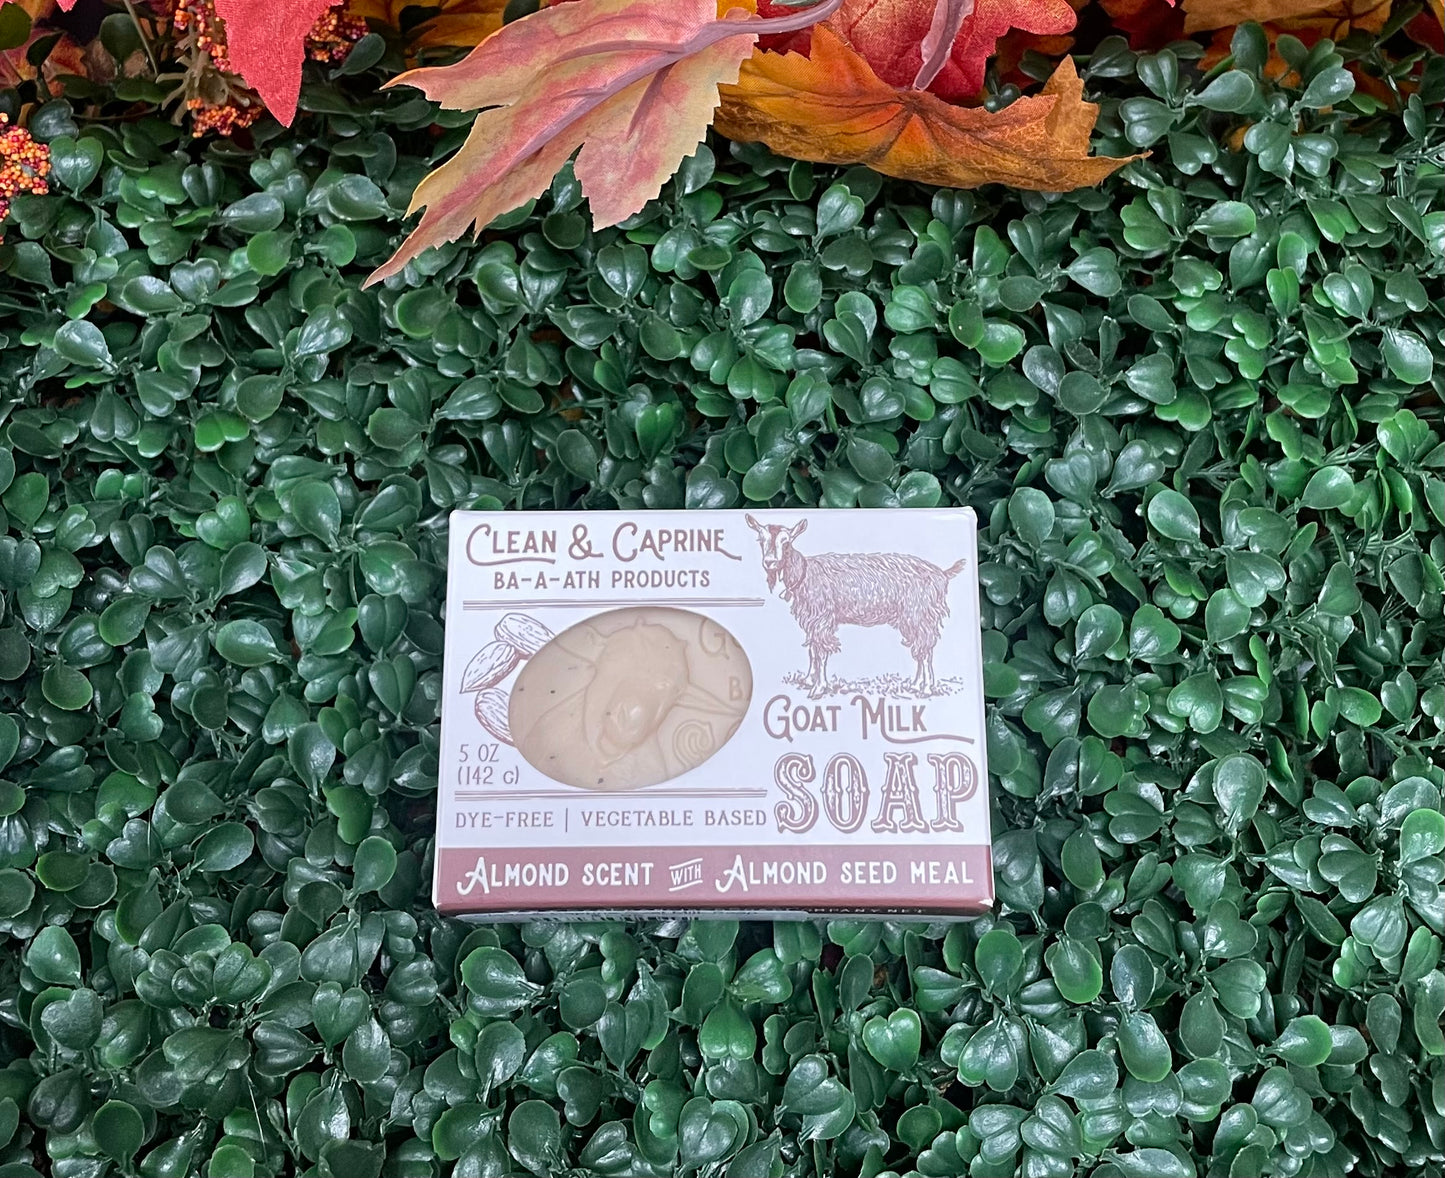 CLEAN & CAPRINE
BA-A-ATH PRODUCTS
G
B
5 OZ
(142 G)
GOAT MILK
SOAP
DYE-FREE | VEGETABLE BASED
ALMOND SCENT WITH ALMOND SEED MEAL